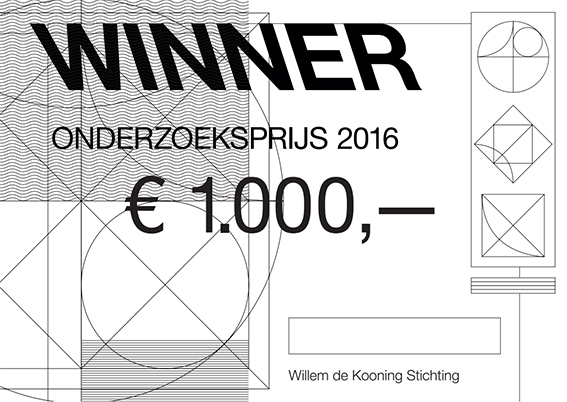 WINNER
ONDERZOEKSPRIJS 2016
€ 1.000,—
Willem de Kooning Stichting